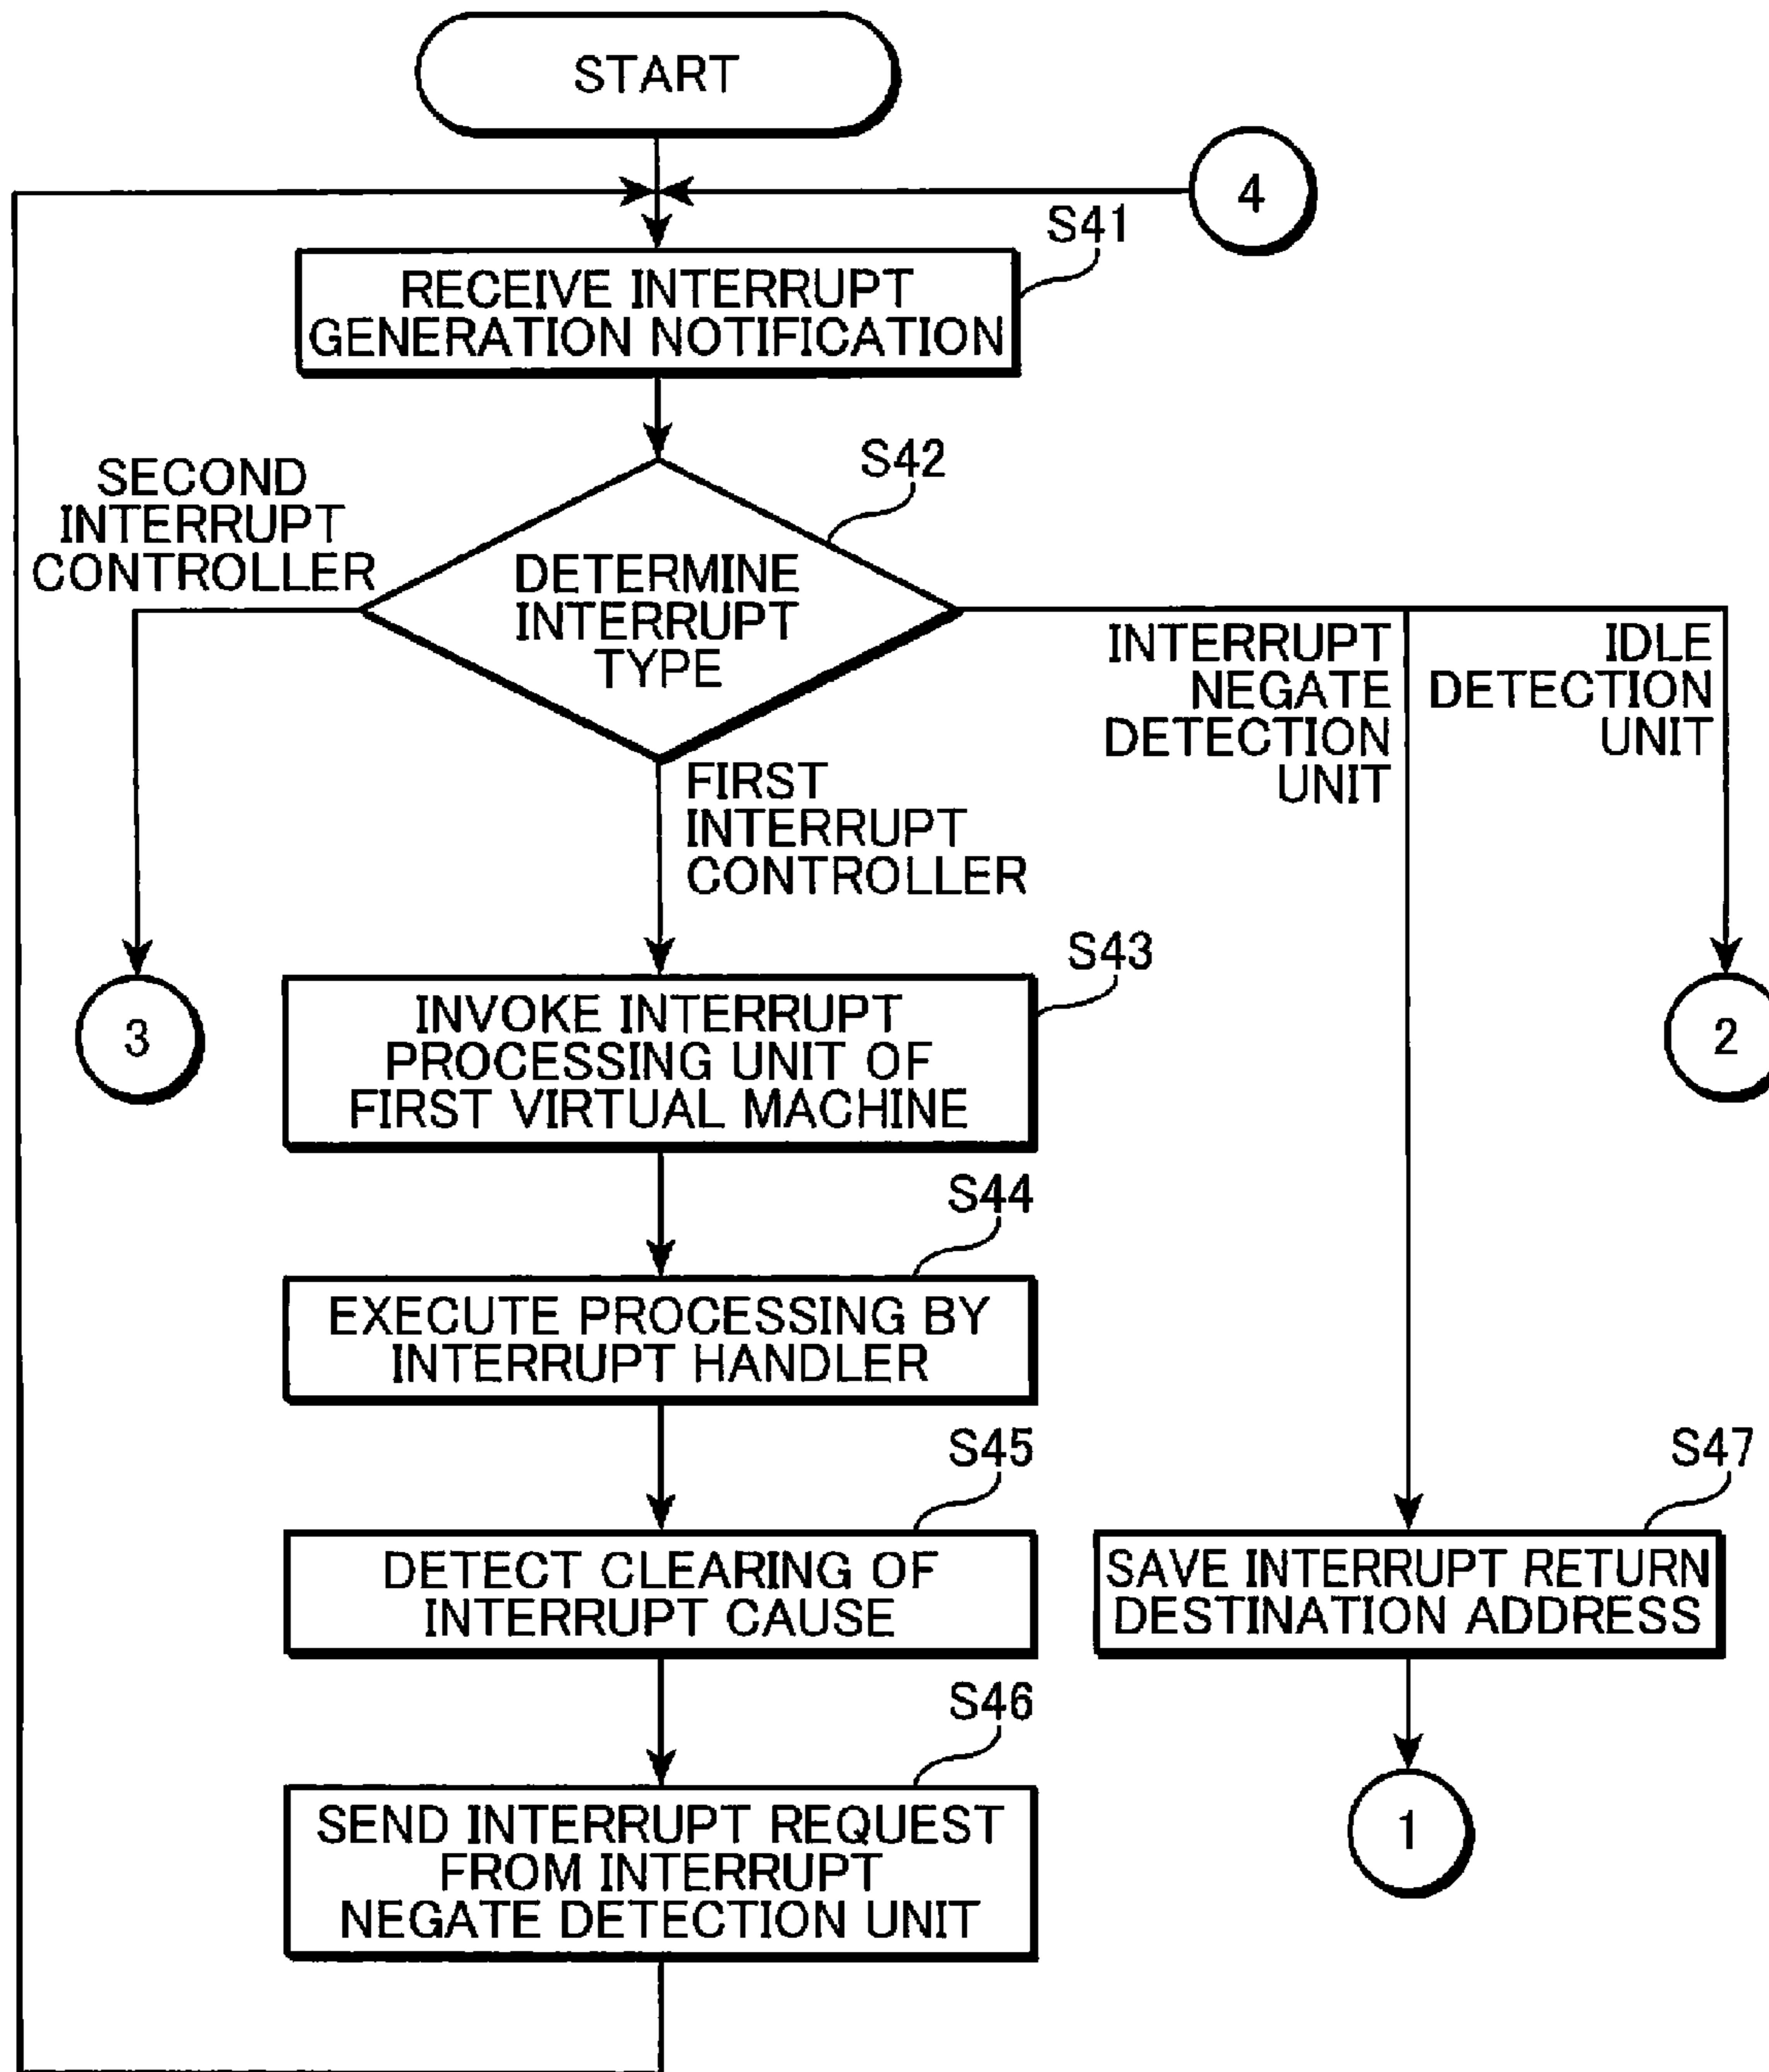 START
4
S41
RECEIVE INTERRUPT
GENERATION NOTIFICATION
S42
SECOND
INTERRUPT
CONTROLLER
DETERMINE
INTERRUPT
TYPE
INTERRUPT
NEGATE
DETECTION
UNIT
IDLE
DETECTION
UNIT
FIRST
INTERRUPT
CONTROLLER
3
2
S43
INVOKE INTERRUPT
PROCESSING UNIT OF
FIRST VIRTUAL MACHINE
S44
EXECUTE PROCESSING BY
INTERRUPT HANDLER
S45
DETECT CLEARING OF
INTERRUPT CAUSE
S47
SAVE INTERRUPT RETURN
DESTINATION ADDRESS
S46
SEND INTERRUPT REQUEST
FROM INTERRUPT
NEGATE DETECTION UNIT
1